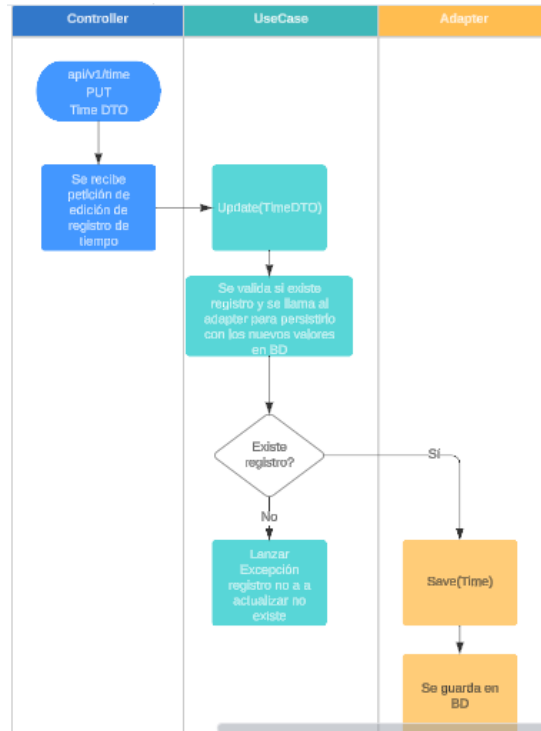 Controller
UseCase
Adapter
api/v1/time
PUT
Time DTO
Se recibe
petición de
edición de
registro de
tiempo
Update(TimeDTO)
Se valida si existe
registro y se llama al
adapter para persistirlo
con los nuevos valores
en BD
Existe
registro?
Sí
No
Lanzar
Excepción
registro no a a
actualizar no
existe
Save(Time)
Se guarda en
BD